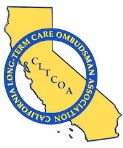 CALIFORNIA LONG-TERM CARE OMBUDSMAN ASSOCIATION
CLTCOA